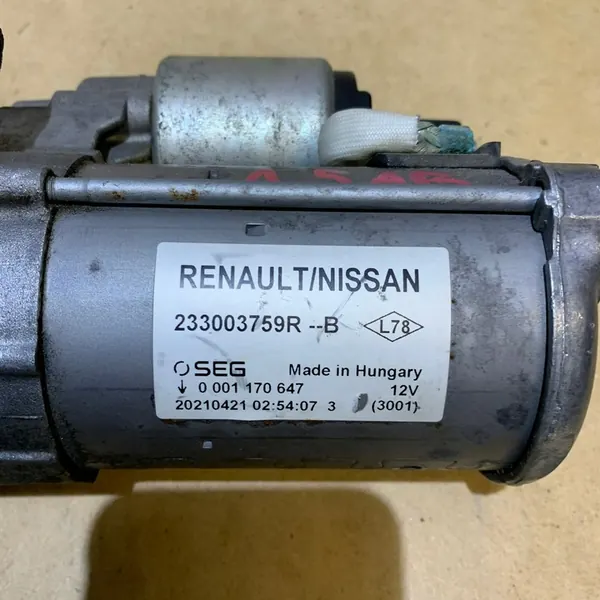 RENAULT/NISSAN
233003759R --B L78
SEG Made in Hungary
0 001 170 647 12V
20210421 02:54:07 3 (3001)